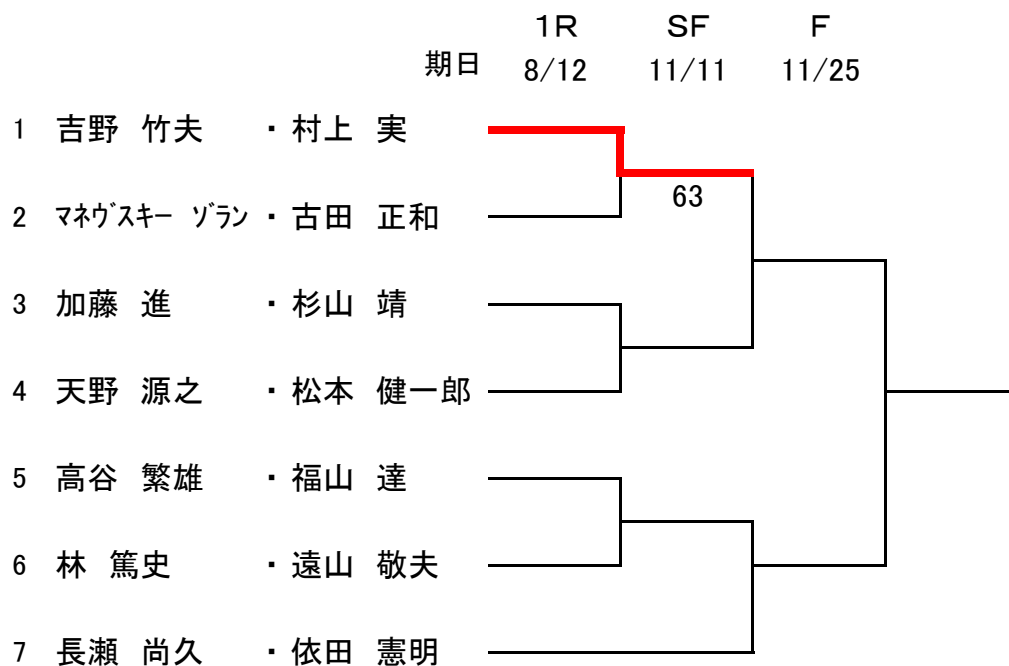 1R SF F
期日 8/12 11/11 11/25
1 吉野 竹夫 ・ 村上 実
63
2 ﾏﾈｳﾞｽｷｰ ｿﾞﾗﾝ ・ 古田 正和
3 加藤 進 ・ 杉山 靖
4 天野 源之 ・ 松本 健一郎
5 高谷 繁雄 ・ 福山 達
6 林 篤史 ・ 遠山 敬夫
7 長瀬 尚久 ・ 依田 憲明